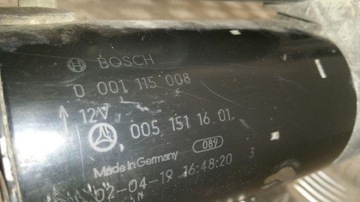 BOSCH
0 001 115 008
12V
005 151 16 01
089
Made in Germany
02-04-19 16:48:20 3